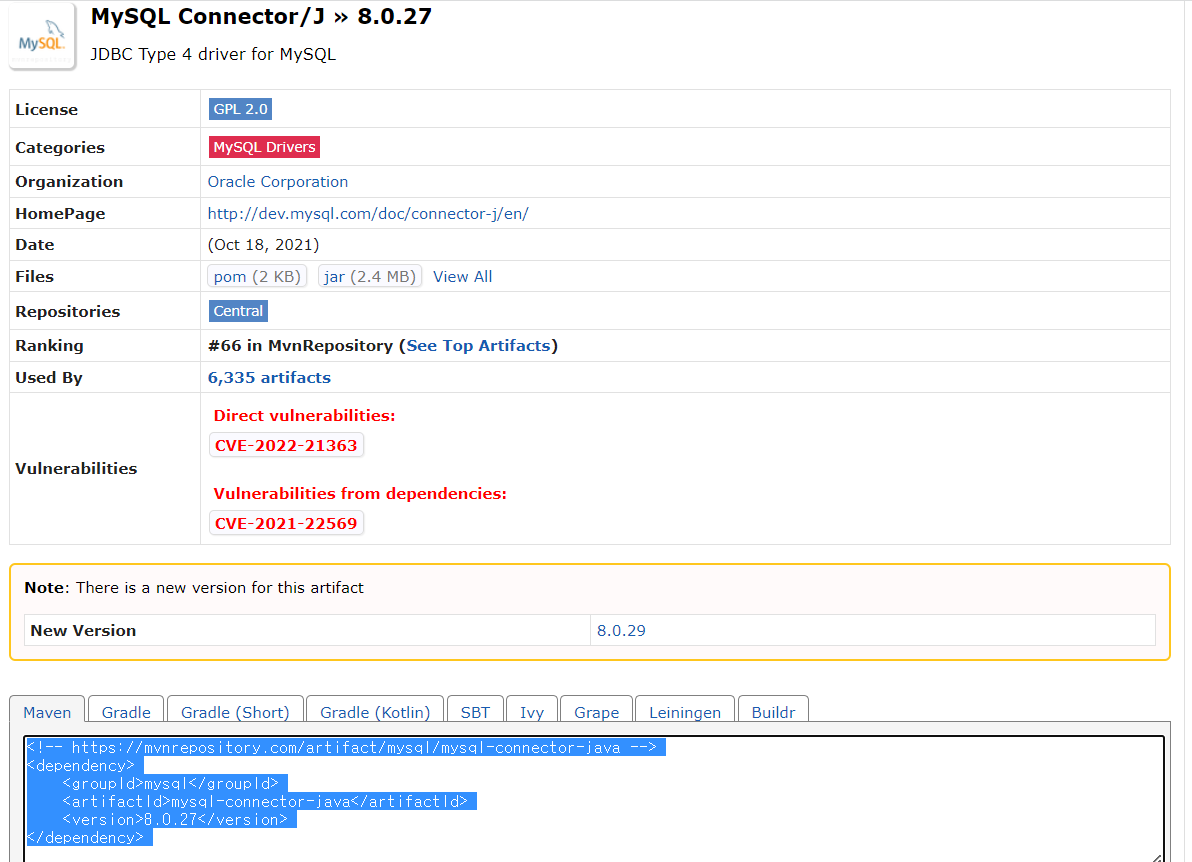 MySQL
MySQL Connector/J » 8.0.27
JDBC Type 4 driver for MySQL
License GPL 2.0
Categories MySQL Drivers
Organization Oracle Corporation
HomePage http://dev.mysql.com/doc/connector-j/en/
Date (Oct 18, 2021)
Files pom (2 KB) jar (2.4 MB) View All
Repositories Central
Ranking #66 in MvnRepository (See Top Artifacts)
Used By 6,335 artifacts
Vulnerabilities
Direct vulnerabilities:
CVE-2022-21363
Vulnerabilities from dependencies:
CVE-2021-22569
Note: There is a new version for this artifact
New Version 8.0.29
Maven Gradle Gradle (Short) Gradle (Kotlin) SBT Ivy Grape Leiningen Buildr
<!-- https://mvnrepository.com/artifact/mysql/mysql-connector-java -->
<dependency>
    <groupId>mysql</groupId>
    <artifactId>mysql-connector-java</artifactId>
    <version>8.0.27</version>
</dependency>